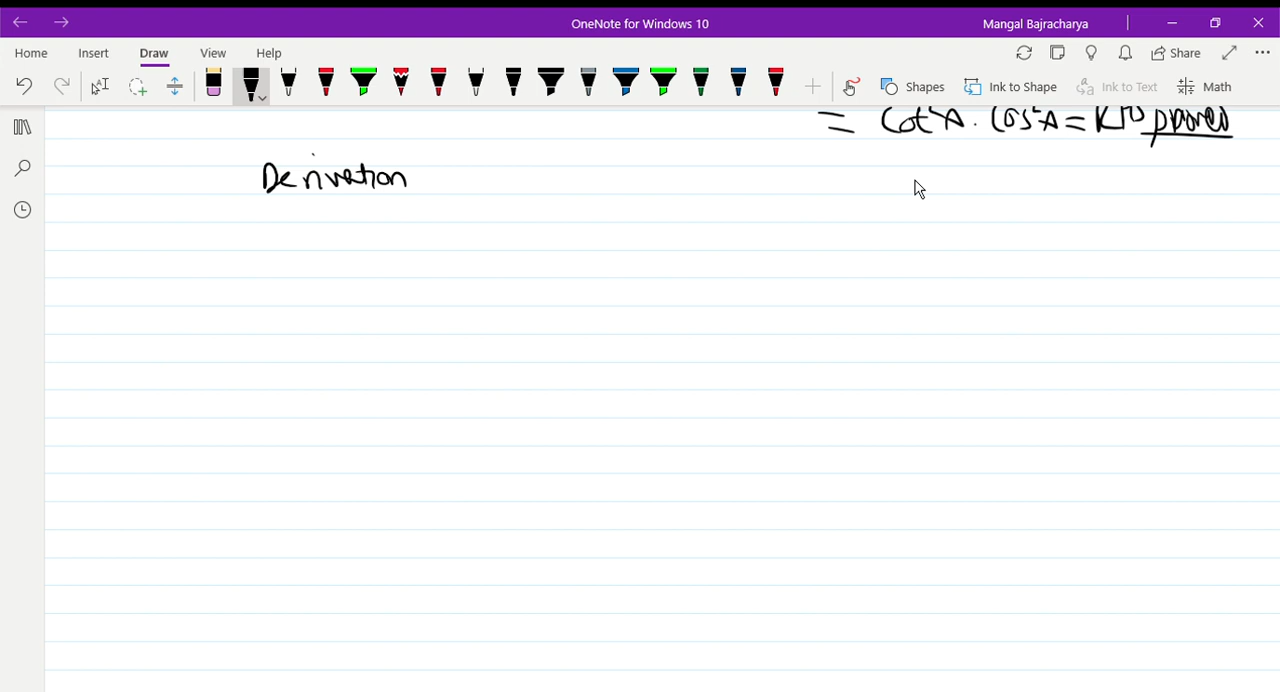 OneNote for Windows 10
Mangal Bajracharya
Home Insert Draw View Help
Share
Shapes Ink to Shape Ink to Text Math
= Cot²A . Cos²A = RHS proved
Derivation